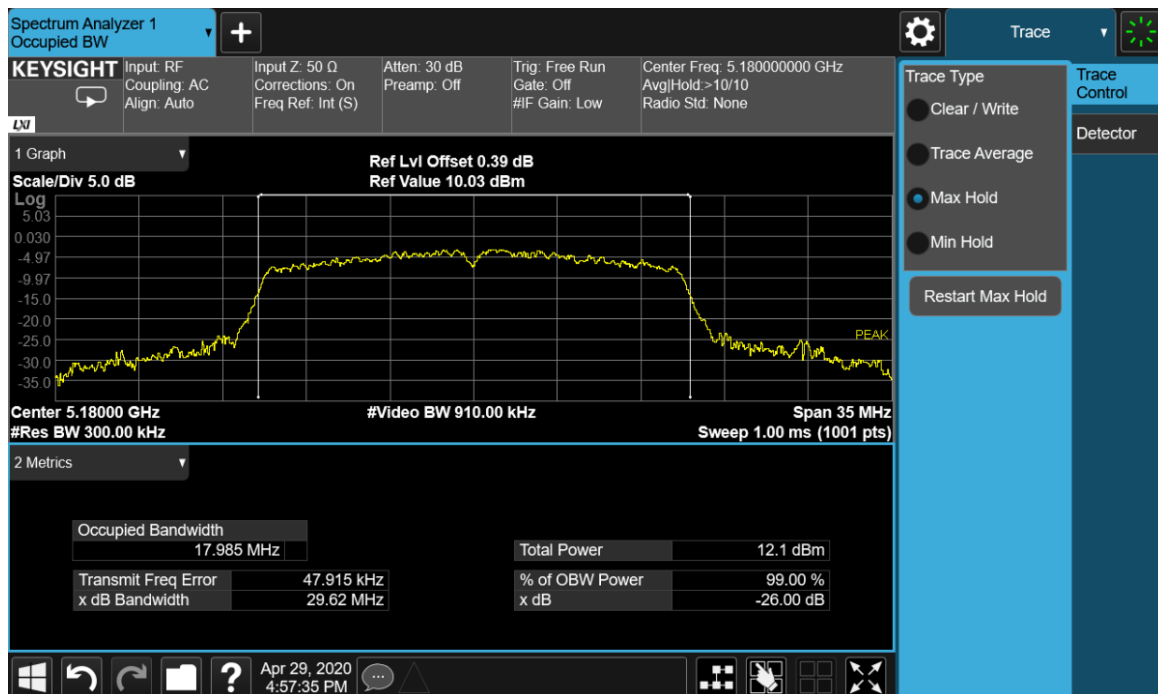 Spectrum Analyzer 1
Occupied BW
+
Trace
KEYSIGHT
Input: RF
Coupling: AC
Align: Auto
Input Z: 50 Ω
Corrections: On
Freq Ref: Int (S)
Atten: 30 dB
Preamp: Off
Trig: Free Run
Gate: Off
#IF Gain: Low
Center Freq: 5.180000000 GHz
Avg|Hold:>10/10
Radio Std: None
LXI
1 Graph
Scale/Div 5.0 dB
Ref Lvl Offset 0.39 dB
Ref Value 10.03 dBm
Log
5.03
0.030
-4.97
-9.97
-15.0
-20.0
-25.0
-30.0
-35.0
PEAK
Center 5.18000 GHz
#Res BW 300.00 kHz
#Video BW 910.00 kHz
Span 35 MHz
Sweep 1.00 ms (1001 pts)
2 Metrics
Occupied Bandwidth
17.985 MHz
Total Power 12.1 dBm
Transmit Freq Error 47.915 kHz
% of OBW Power 99.00 %
x dB Bandwidth 29.62 MHz
x dB -26.00 dB
Trace Type
Clear / Write
Trace Average
Max Hold
Min Hold
Restart Max Hold
Trace
Control
Detector
?
Apr 29, 2020
4:57:35 PM